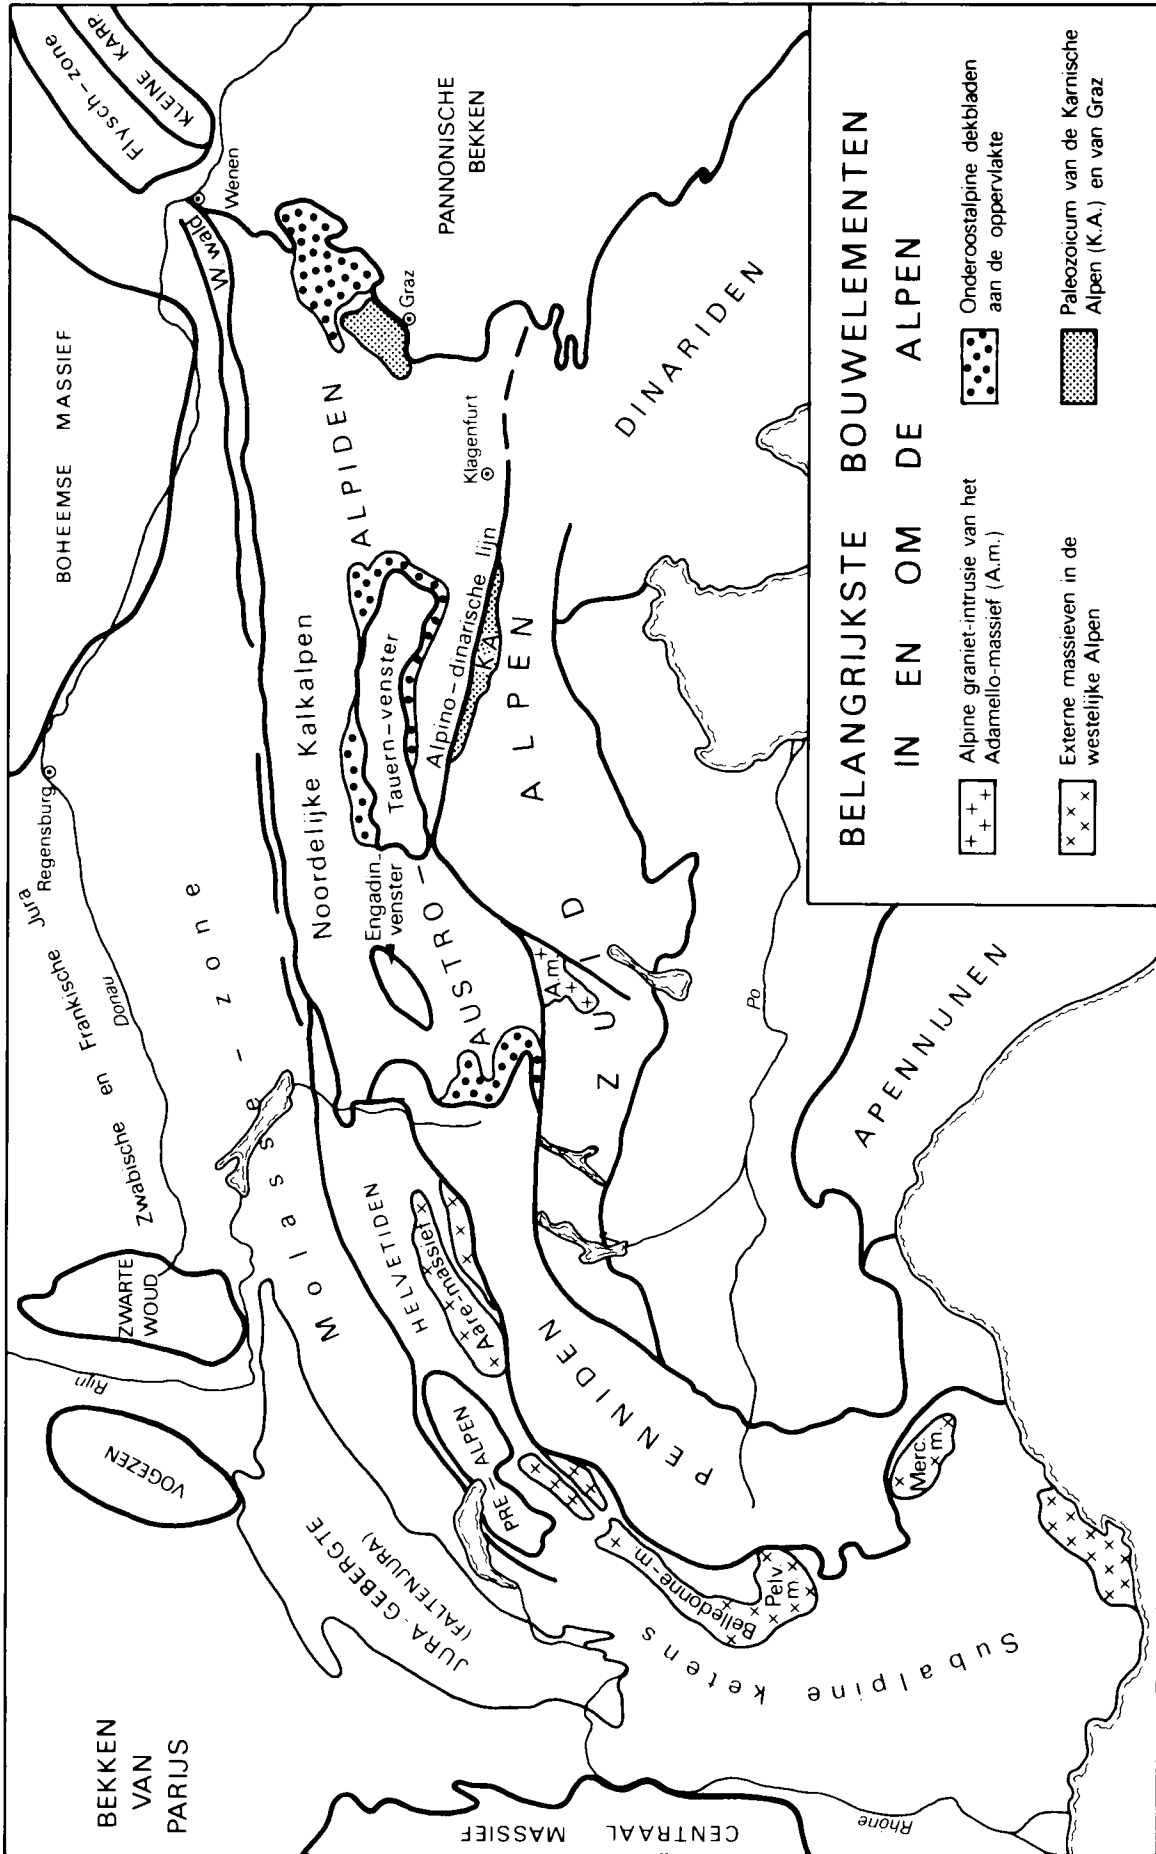 BEKKEN
VAN
PARIJS
VOGEZEN
Rijn
ZWARTE
WOUD
Zwabische en Frankische Jura
Donau
Regensburg
BOHEEMSE MASSIEF
Flysch-zone
KLEINE KARP.
Wenen
W. wald
JURA-GEBERGTE
(FALTENJURA)
Molasse-zone
HELVETIDEN
Aare-massief
PRE-ALPEN
Noordelijke Kalkalpen
Engadin
venster
Tauern-venster
AUSTRO-ALPIDEN
Graz
PANNONISCHE
BEKKEN
Klagenfurt
Alpino-dinarische lijn
K.A.
A.m.
ZUID-ALPEN
DINARIDEN
PENNIDEN
Belledonne-m.
Pelv.
m.
Merc.
m.
Subalpine ketens
CENTRAAL MASSIEF
Rhône
Po
APENNIJNEN
BELANGRIJKSTE BOUWELEMENTEN
IN EN OM DE ALPEN
Alpine graniet-intrusie van het
Adamello-massief (A.m.)
Externe massieven in de
westelijke Alpen
Onderoostalpine dekbladen
aan de oppervlakte
Paleozoicum van de Karnische
Alpen (K.A.) en van Graz